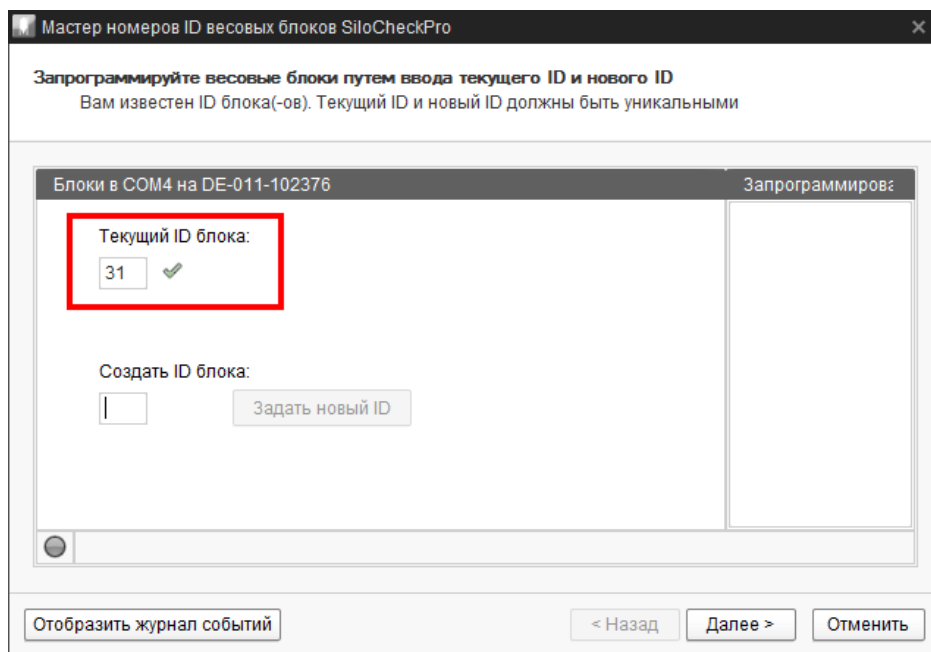 Мастер номеров ID весовых блоков SiloCheckPro
Запрограммируйте весовые блоки путем ввода текущего ID и нового ID
Вам известен ID блока(-ов). Текущий ID и новый ID должны быть уникальными
Блоки в COM4 на DE-011-102376
Запрограммирова
Текущий ID блока:
31
Создать ID блока:
Задать новый ID
Отобразить журнал событий
< Назад
Далее >
Отменить